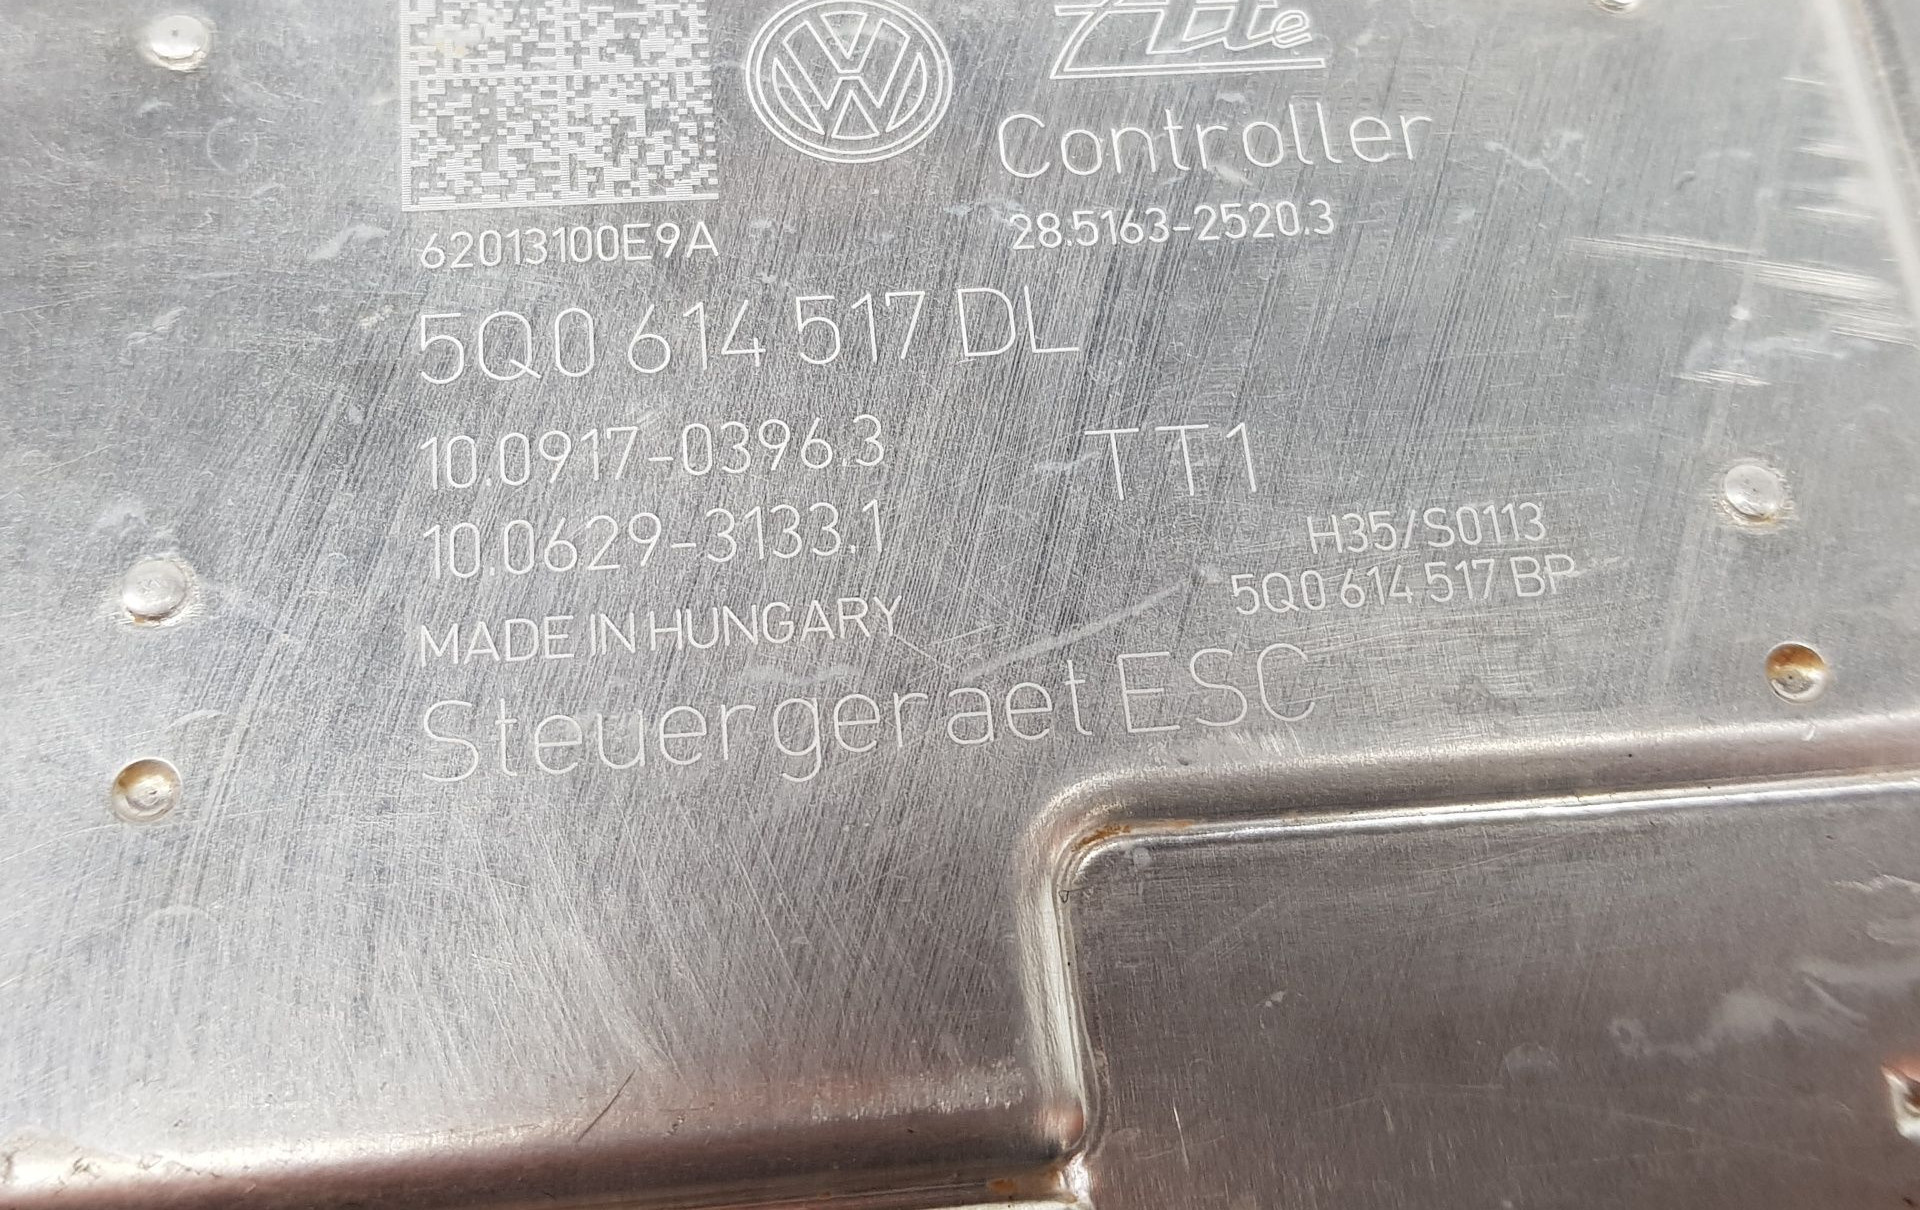 Ate
Controller
62013100E9A
28.5163-2520.3
5Q0 614 517 DL
10.0917-0396.3
TT1
10.0629-3133.1
H35/S0113
5Q0 614 517 BP
MADE IN HUNGARY
Steuergeraet ESC